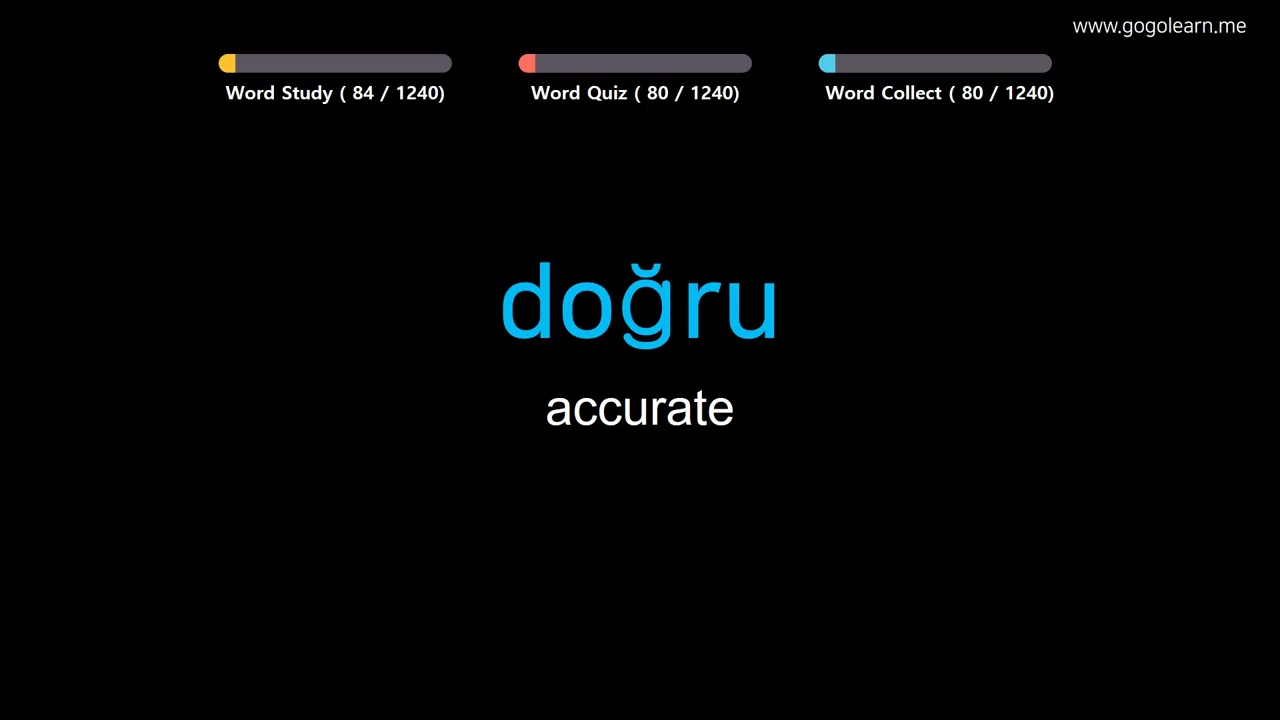 www.gogolearn.me
Word Study ( 84 / 1240)
Word Quiz ( 80 / 1240)
Word Collect ( 80 / 1240)
doğru
accurate